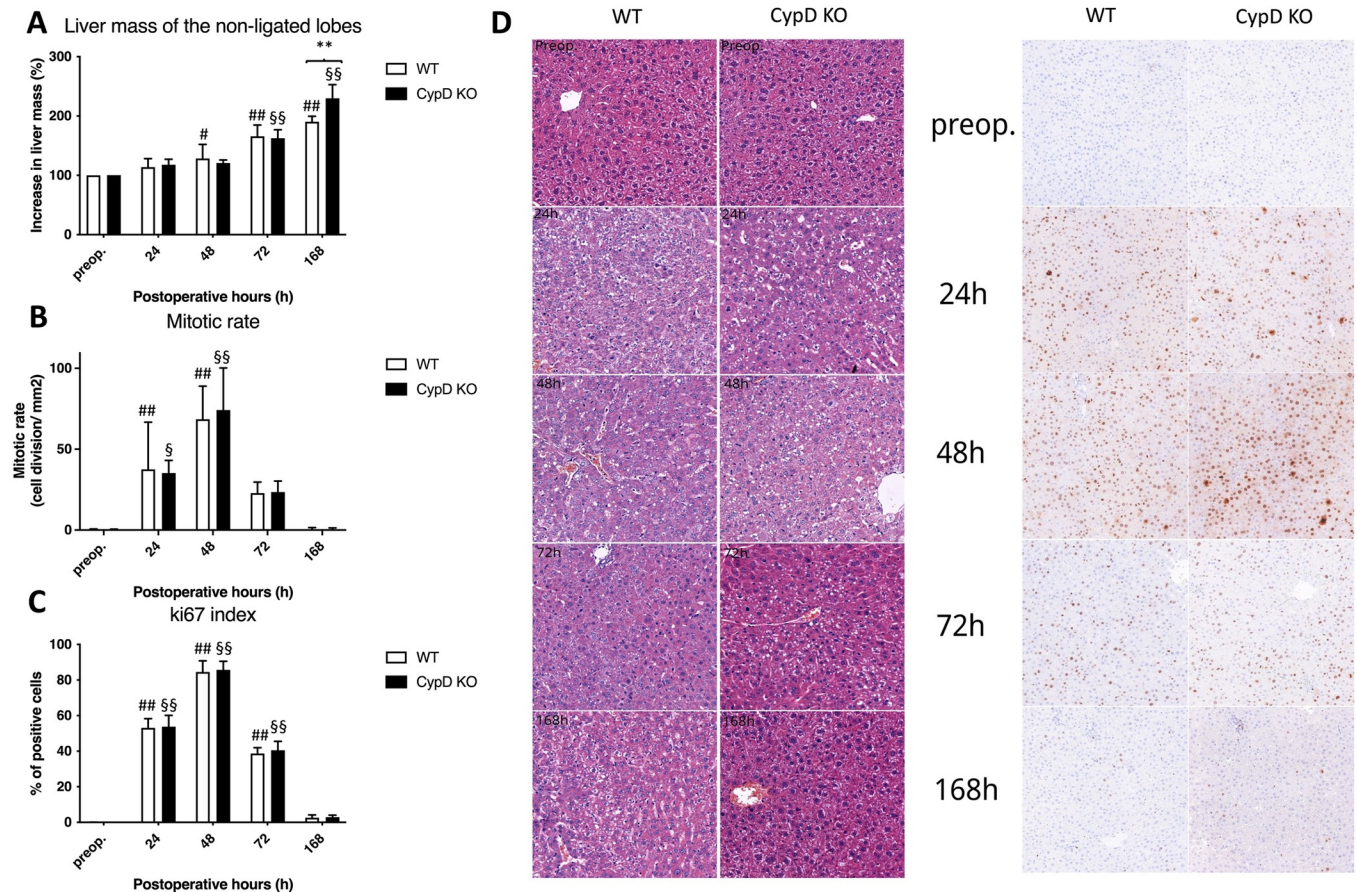 A Liver mass of the non-ligated lobes
**
300
200
100
0
Increase in liver mass (%)
# ## §§ ## §§
WT
CypD KO
preop. 24 48 72 168
Postoperative hours (h)
B Mitotic rate
100
50
0
Mitotic rate
(cell division/ mm2)
## § ## §§
WT
CypD KO
preop. 24 48 72 168
Postoperative hours (h)
C ki67 index
100
80
60
40
20
0
% of positive cells
## §§ ## §§ ## §§
WT
CypD KO
preop. 24 48 72 168
Postoperative hours (h)
D WT CypD KO WT CypD KO
Preop. Preop. preop.
24h 24h 24h
48h 48h 48h
72h 72h 72h
168h 168h 168h